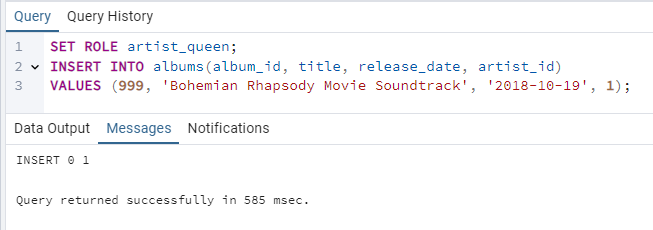 Query Query History
1 SET ROLE artist_queen;
2 INSERT INTO albums(album_id, title, release_date, artist_id)
3 VALUES (999, 'Bohemian Rhapsody Movie Soundtrack', '2018-10-19', 1);
Data Output Messages Notifications
INSERT 0 1
Query returned successfully in 585 msec.